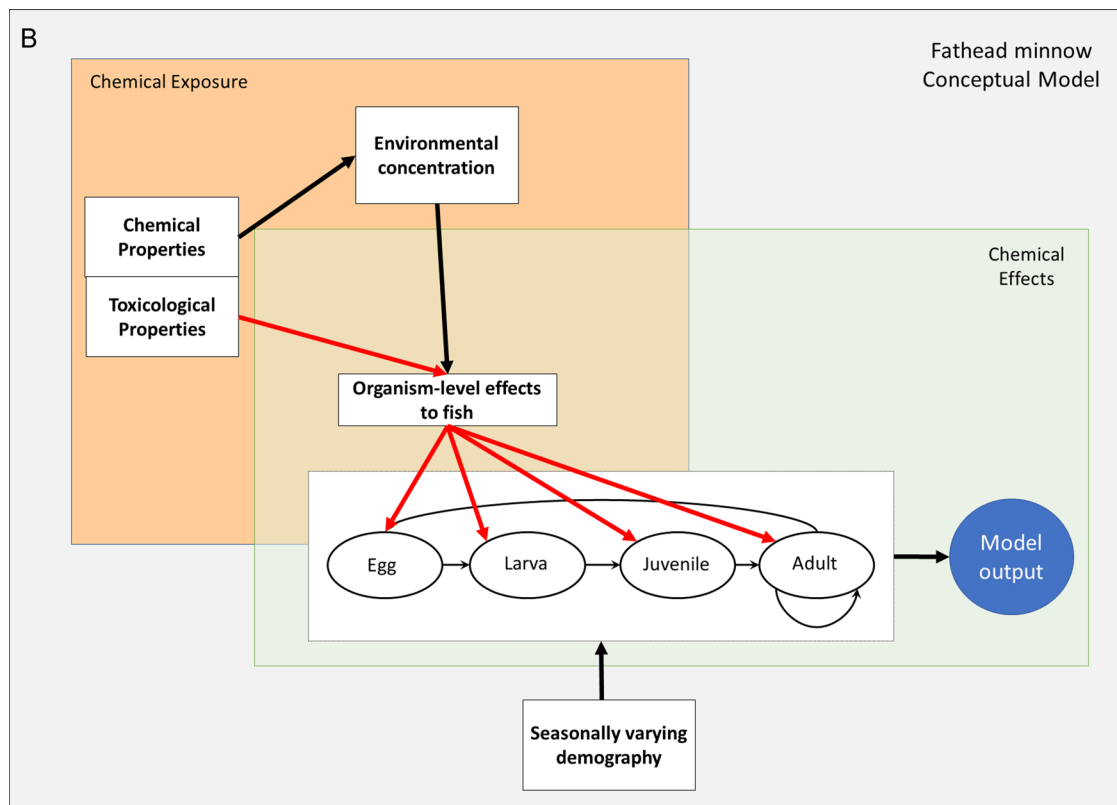 B
Fathead minnow
Conceptual Model
Chemical Exposure
Environmental
concentration
Chemical
Properties
Toxicological
Properties
Chemical
Effects
Organism-level effects
to fish
Egg
Larva
Juvenile
Adult
Model
output
Seasonally varying
demography